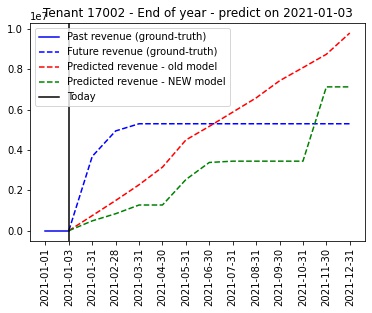 Tenant 17002 - End of year - predict on 2021-01-03
1e7
Past revenue (ground-truth)
Future revenue (ground-truth)
Predicted revenue - old model
Predicted revenue - NEW model
Today
1.0
0.8
0.6
0.4
0.2
0.0
2021-01-01
2021-01-03
2021-01-31
2021-02-28
2021-03-31
2021-04-30
2021-05-31
2021-06-30
2021-07-31
2021-08-31
2021-09-30
2021-10-31
2021-11-30
2021-12-31